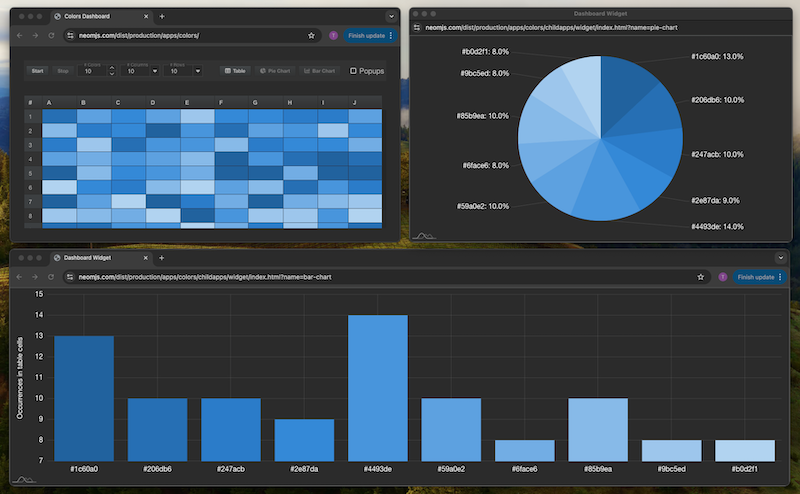 Colors Dashboard
neomjs.com/dist/production/apps/colors/
T
Finish update
Start
Stop
# Colors
10
# Columns
10
# Rows
10
Table
Pie Chart
Bar Chart
Popups
# A B C D E F G H I J
1
2
3
4
5
6
7
8
Dashboard Widget
neomjs.com/dist/production/apps/colors/childapps/widget/index.html?name=pie-chart
#b0d2f1: 8.0%
#1c60a0: 13.0%
#9bc5ed: 8.0%
#206db6: 10.0%
#85b9ea: 10.0%
#247acb: 10.0%
#6face6: 8.0%
#2e87da: 9.0%
#59a0e2: 10.0%
#4493de: 14.0%
Dashboard Widget
neomjs.com/dist/production/apps/colors/childapps/widget/index.html?name=bar-chart
T
Finish update
Occurrences in table cells
15
14
13
12
11
10
9
8
7
#1c60a0 #206db6 #247acb #2e87da #4493de #59a0e2 #6face6 #85b9ea #9bc5ed #b0d2f1